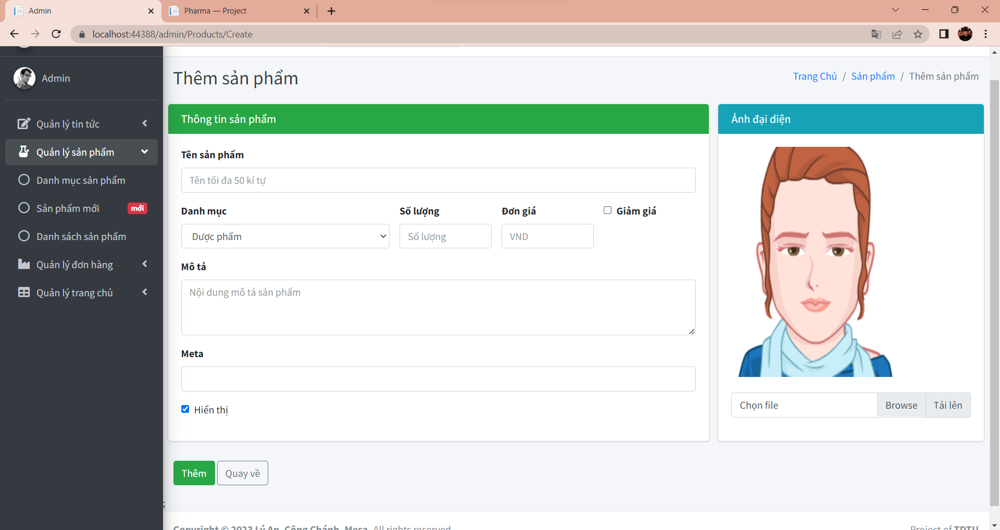 Admin
Pharma — Project
localhost:44388/admin/Products/Create
Admin
Quản lý tin tức
Quản lý sản phẩm
Danh mục sản phẩm
Sản phẩm mới
mới
Danh sách sản phẩm
Quản lý đơn hàng
Quản lý trang chủ
Thêm sản phẩm
Trang Chủ / Sản phẩm / Thêm sản phẩm
Thông tin sản phẩm
Tên sản phẩm
Tên tối đa 50 kí tự
Danh mục
Số lượng
Đơn giá
Giảm giá
Dược phẩm
Số lượng
VND
Mô tả
Nội dung mô tả sản phẩm
Meta
Hiển thị
Ảnh đại diện
Chọn file
Browse
Tải lên
Thêm
Quay về
;
Copyright © 2023 Lý An, Công Chánh, Mesa. All rights reserved.
Project of TDTU